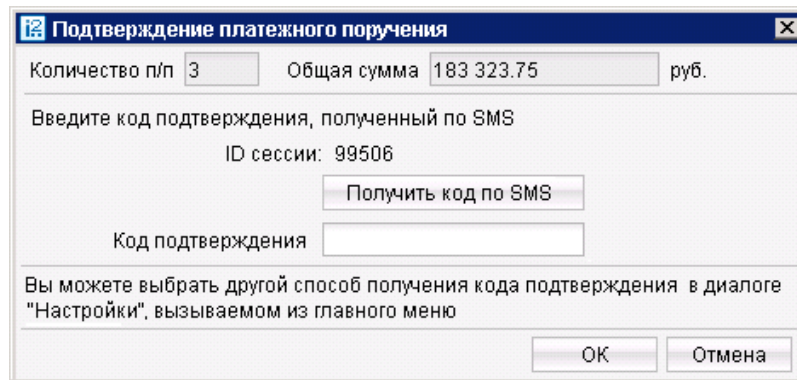 i2 Подтверждение платежного поручения
Количество п/п 3 Общая сумма 183 323.75 руб.
Введите код подтверждения, полученный по SMS
ID сессии: 99506
Получить код по SMS
Код подтверждения
Вы можете выбрать другой способ получения кода подтверждения в диалоге
"Настройки", вызываемом из главного меню
OK Отмена